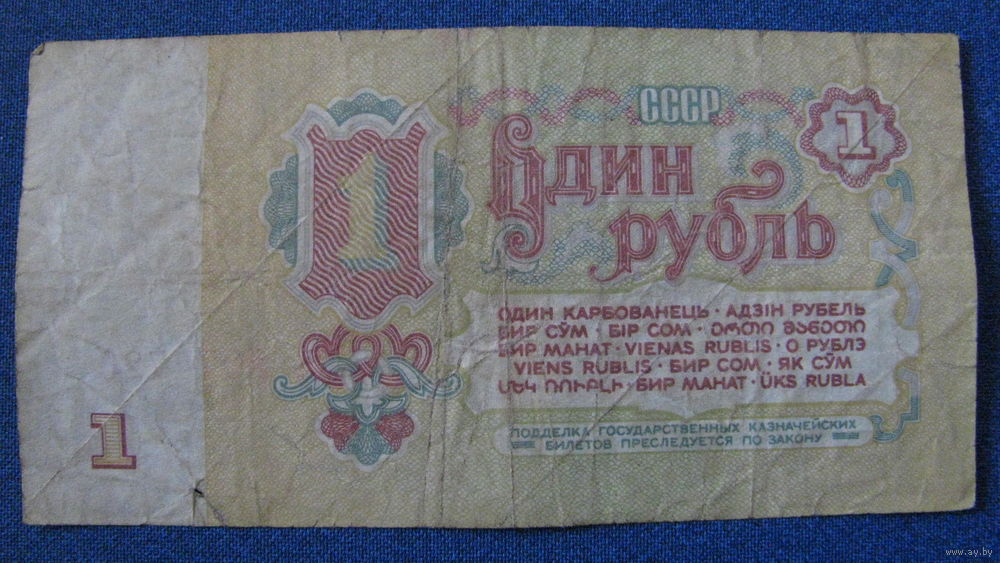 СССР
1
1
Один
рубль
ОДИН КАРБОВАНЕЦЬ · АДЗІН РУБЕЛЬ
БИР СЎМ · БІР СОМ · ᲔᲠᲗᲘ ᲛᲐᲜᲔᲗᲘ
БИР МАНАТ · VIENAS RUBLIS · О РУБЛЭ
VIENS RUBLIS · БИР СОМ · ЯК СЎМ
ՄԵԿ ՌՈՒԲԼԻ · БИР МАНАТ · ÜKS RUBLA
ПОДДЕЛКА ГОСУДАРСТВЕННЫХ КАЗНАЧЕЙСКИХ
БИЛЕТОВ ПРЕСЛЕДУЕТСЯ ПО ЗАКОНУ
1
www.ay.by